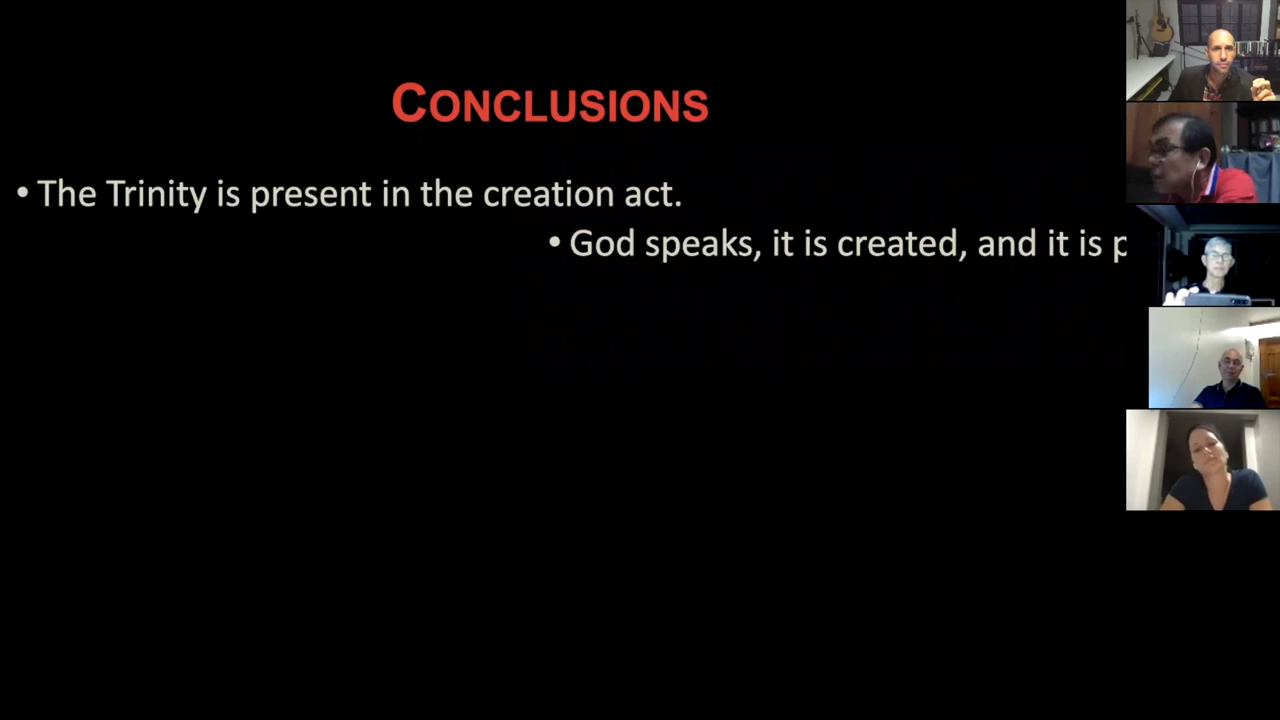 CONCLUSIONS
• The Trinity is present in the creation act.
• God speaks, it is created, and it is